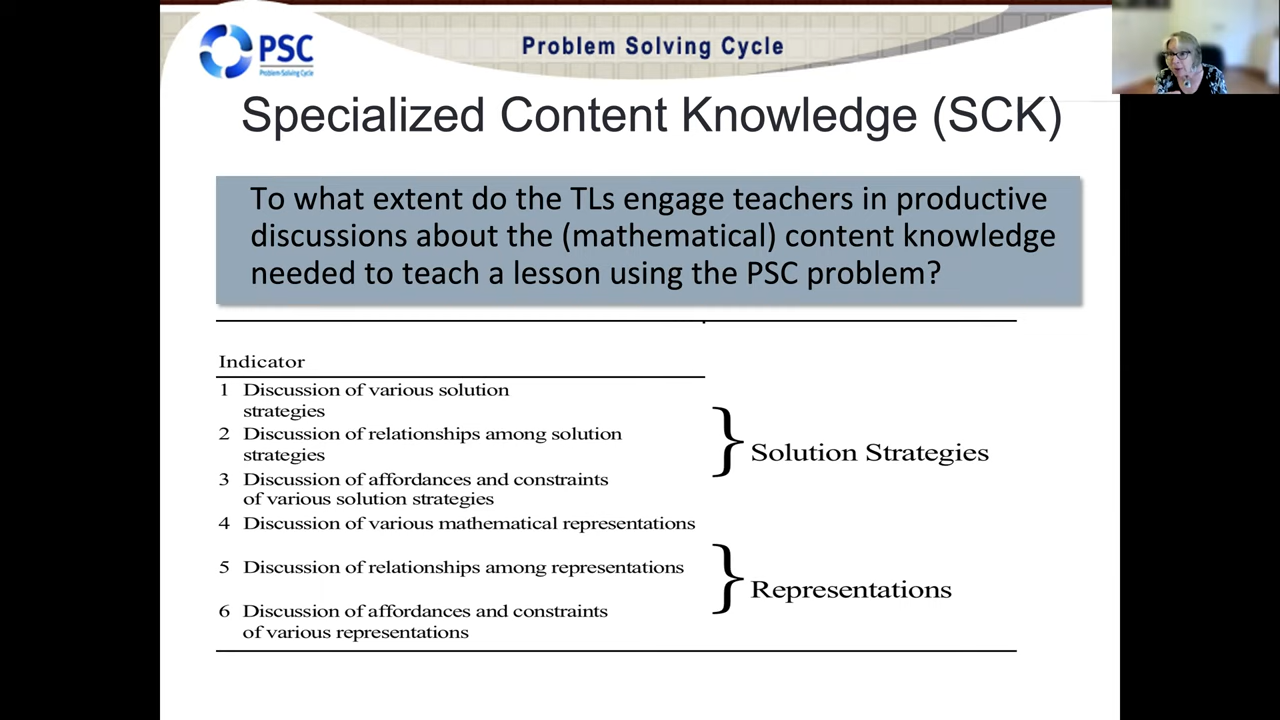 PSC
Problem-Solving Cycle
Problem Solving Cycle
Specialized Content Knowledge (SCK)
To what extent do the TLs engage teachers in productive
discussions about the (mathematical) content knowledge
needed to teach a lesson using the PSC problem?
Indicator
1 Discussion of various solution
strategies
2 Discussion of relationships among solution
strategies
3 Discussion of affordances and constraints
of various solution strategies
} Solution Strategies
4 Discussion of various mathematical representations
5 Discussion of relationships among representations
6 Discussion of affordances and constraints
of various representations
} Representations